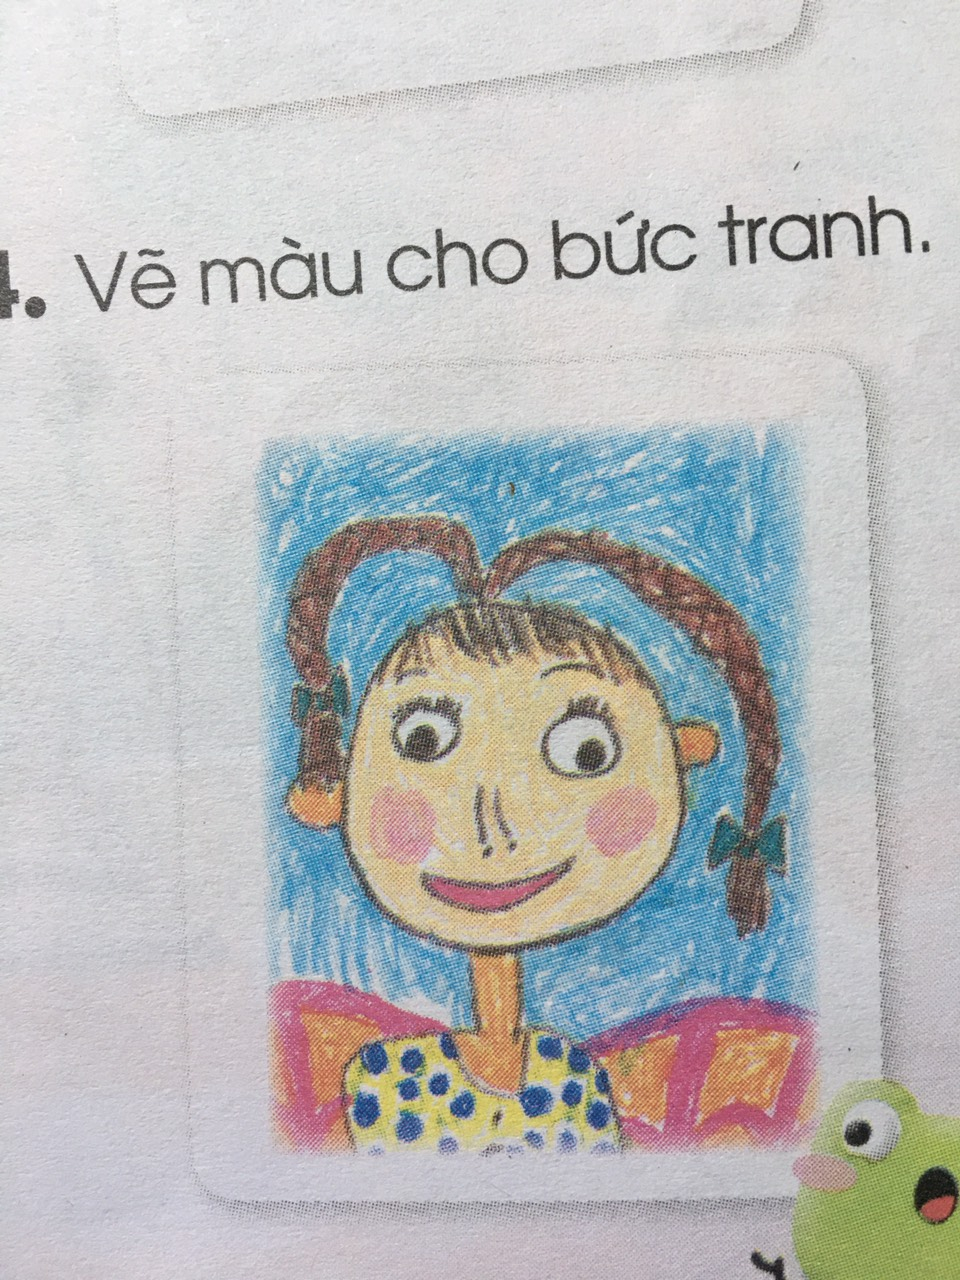 4. Vẽ màu cho bức tranh.